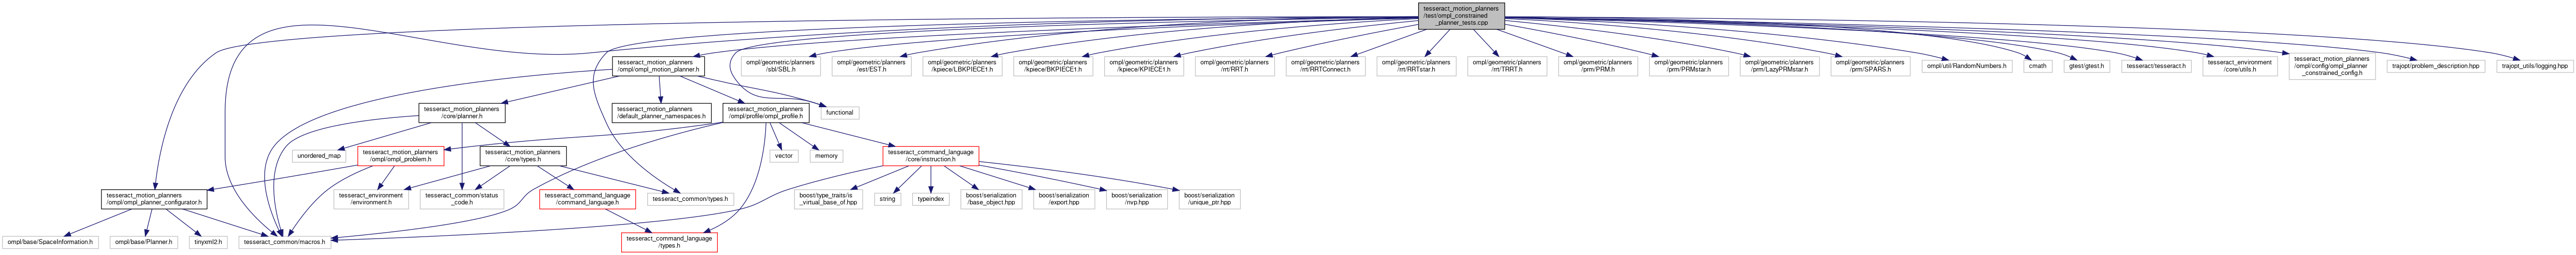 tesseract_motion_planners
/test/ompl_constrained
_planner_tests.cpp
tesseract_motion_planners
/ompl/ompl_motion_planner.h
ompl/geometric/planners
/sbl/SBL.h
ompl/geometric/planners
/est/EST.h
ompl/geometric/planners
/kpiece/LBKPIECE1.h
ompl/geometric/planners
/kpiece/BKPIECE1.h
ompl/geometric/planners
/kpiece/KPIECE1.h
ompl/geometric/planners
/rrt/RRT.h
ompl/geometric/planners
/rrt/RRTConnect.h
ompl/geometric/planners
/rrt/RRTstar.h
ompl/geometric/planners
/rrt/TRRT.h
ompl/geometric/planners
/prm/PRM.h
ompl/geometric/planners
/prm/PRMstar.h
ompl/geometric/planners
/prm/LazyPRMstar.h
ompl/geometric/planners
/prm/SPARS.h
ompl/util/RandomNumbers.h
cmath
gtest/gtest.h
tesseract/tesseract.h
tesseract_environment
/core/utils.h
tesseract_motion_planners
/ompl/config/ompl_planner
_constrained_config.h
trajopt/problem_description.hpp
trajopt_utils/logging.hpp
tesseract_motion_planners
/core/planner.h
tesseract_motion_planners
/default_planner_namespaces.h
tesseract_motion_planners
/ompl/profile/ompl_profile.h
functional
unordered_map
tesseract_motion_planners
/ompl/ompl_problem.h
tesseract_motion_planners
/core/types.h
vector
memory
tesseract_command_language
/core/instruction.h
tesseract_motion_planners
/ompl/ompl_planner_configurator.h
tesseract_environment
/environment.h
tesseract_common/status
_code.h
tesseract_command_language
/command_language.h
tesseract_common/types.h
boost/type_traits/is
_virtual_base_of.hpp
string
typeindex
boost/serialization
/base_object.hpp
boost/serialization
/export.hpp
boost/serialization
/nvp.hpp
boost/serialization
/unique_ptr.hpp
ompl/base/SpaceInformation.h
ompl/base/Planner.h
tinyxml2.h
tesseract_common/macros.h
tesseract_command_language
/types.h